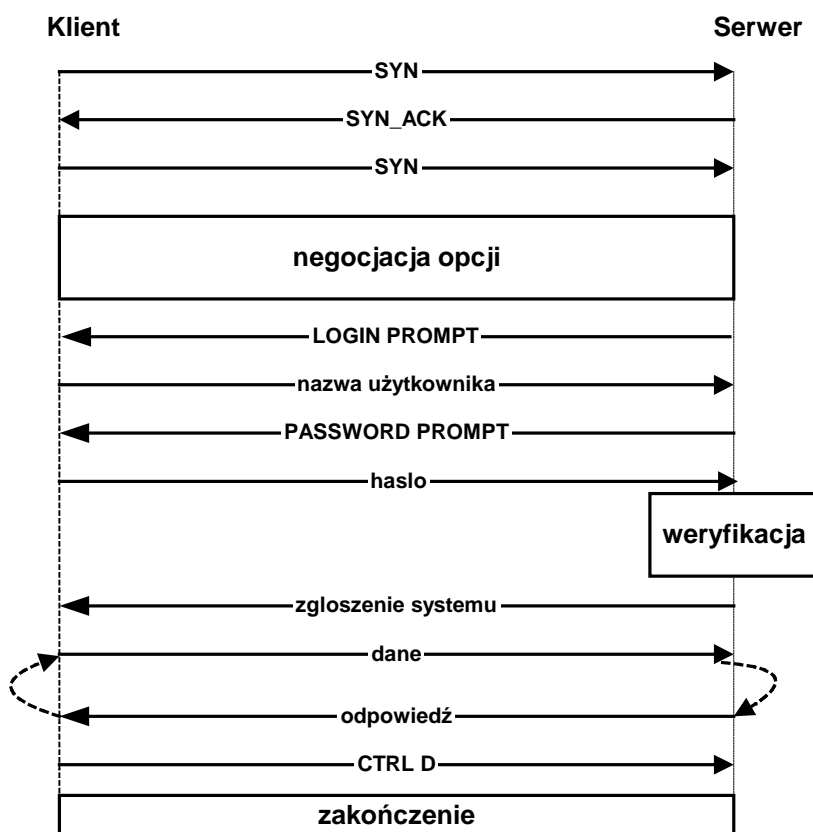 Klient
Serwer
SYN
SYN_ACK
SYN
negocjacja opcji
LOGIN PROMPT
nazwa użytkownika
PASSWORD PROMPT
haslo
weryfikacja
zgloszenie systemu
dane
odpowiedź
CTRL D
zakończenie